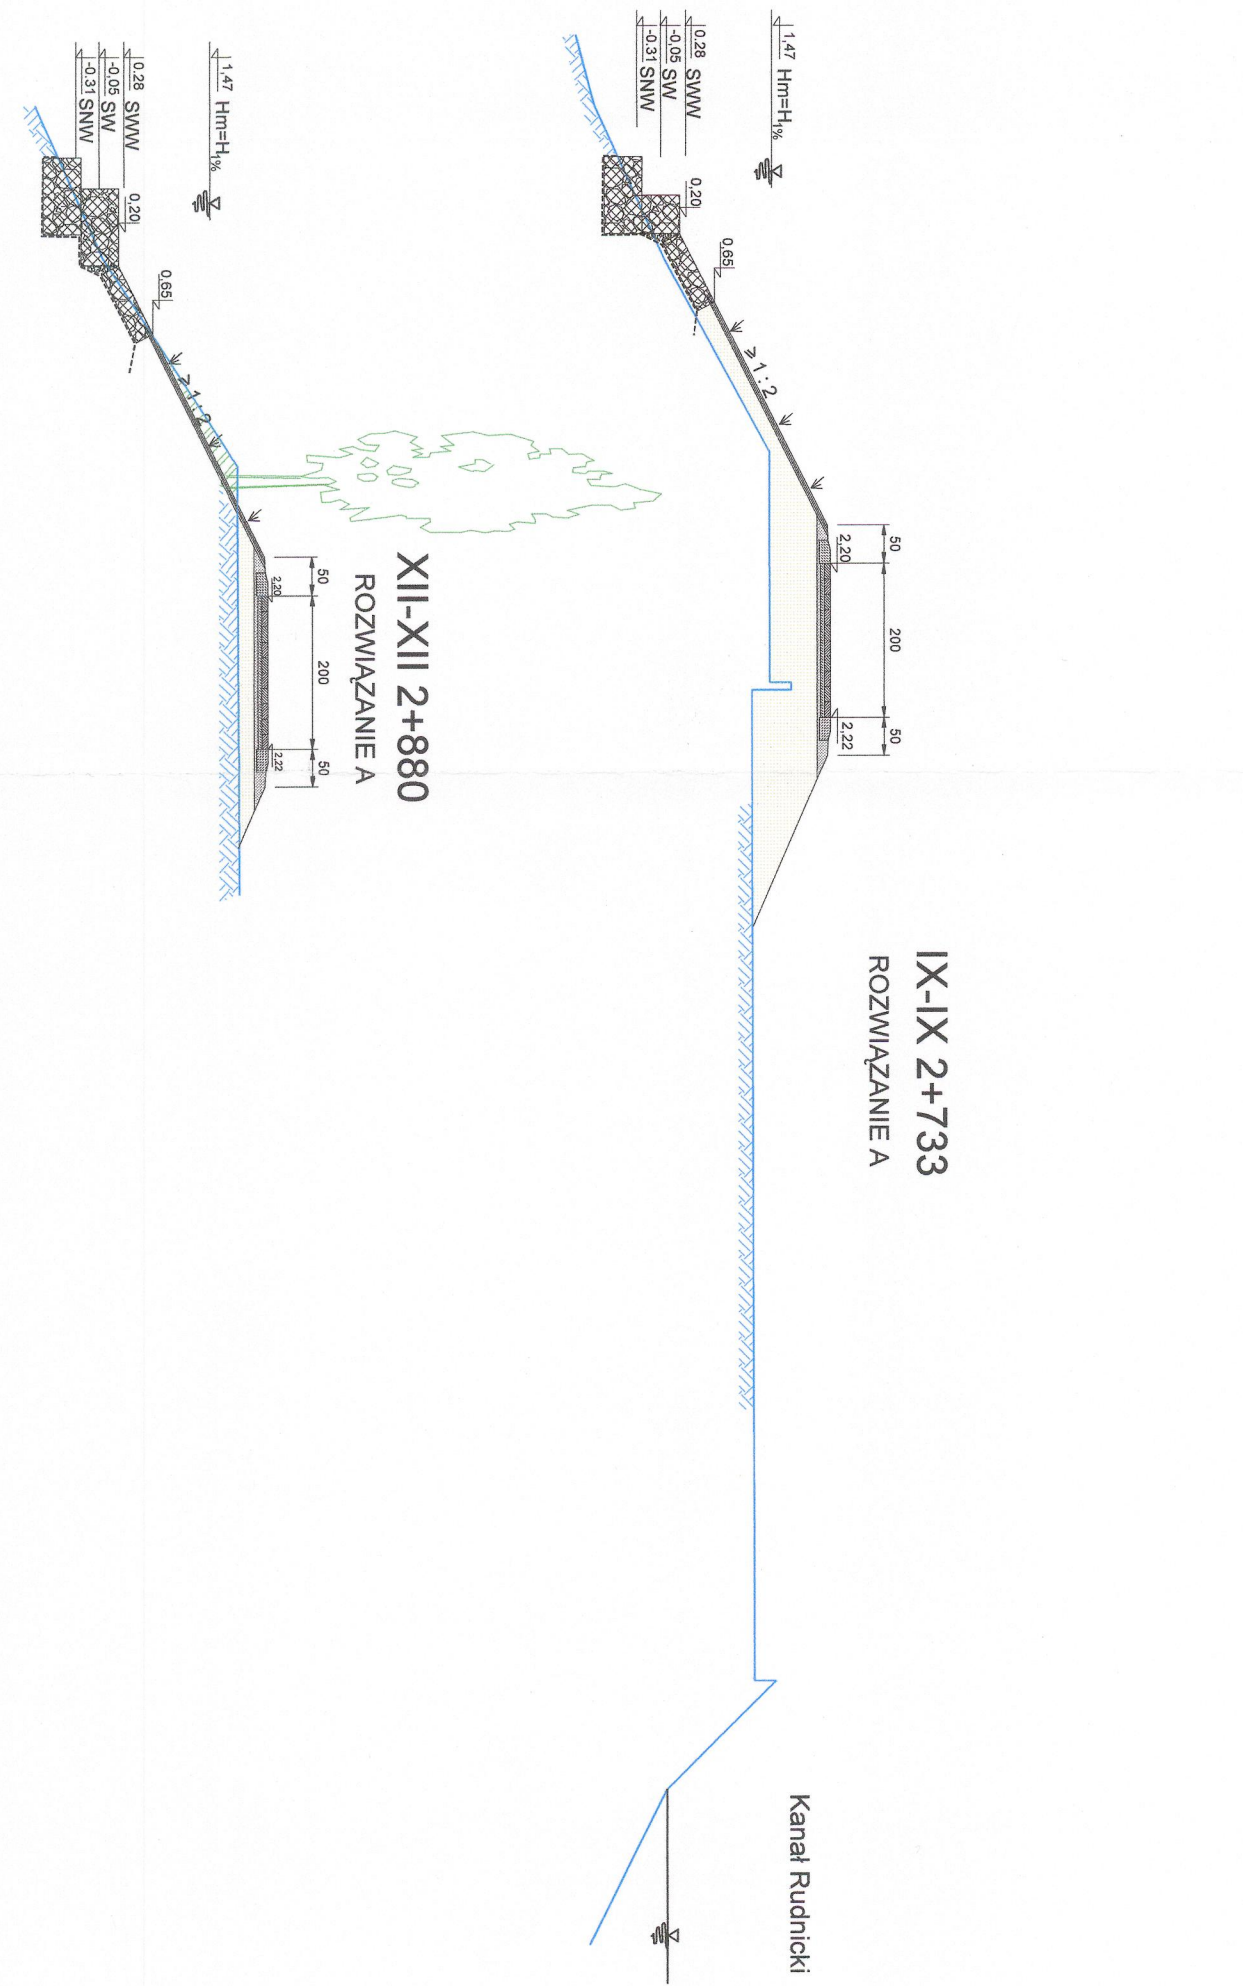 IX-IX 2+733
ROZWIĄZANIE A
1,47 Hm=H1%
0.28 SWW
-0,05 SW
-0.31 SNW
0,20
0,65
≥ 1 : 2
50
200
50
2,20
2,22
Kanał Rudnicki
XII-XII 2+880
ROZWIĄZANIE A
1,47 Hm=H1%
0.28 SWW
-0,05 SW
-0.31 SNW
0,20
0,65
≥ 1 : 2
50
200
50
2,20
2,22